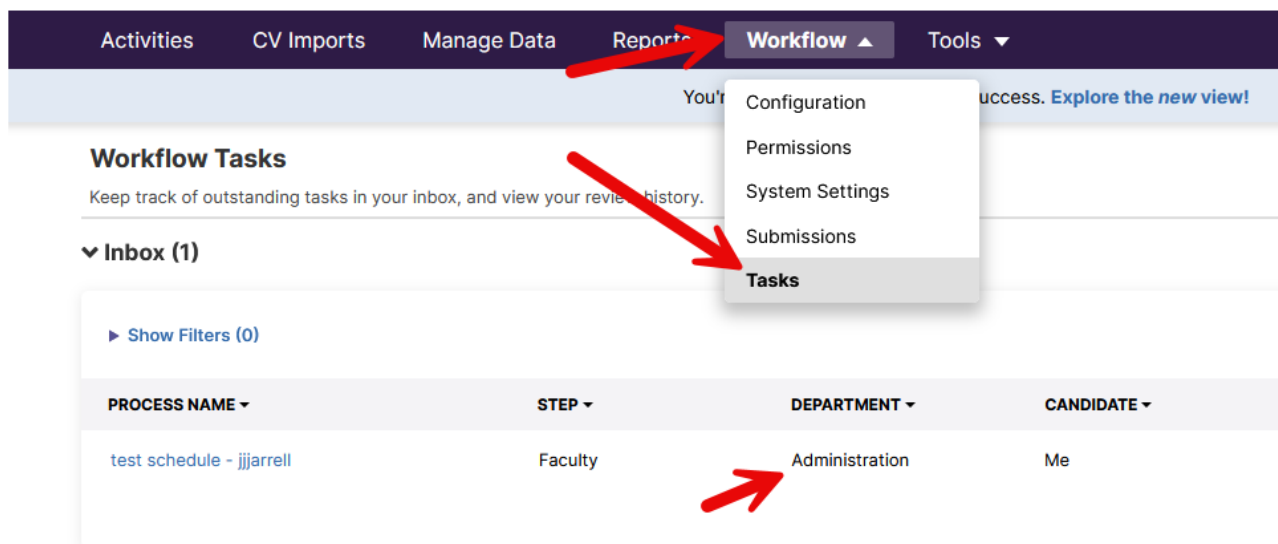 Activities CV Imports Manage Data Reports Workflow Tools
You'r uccess. Explore the new view!
Configuration
Permissions
System Settings
Submissions
Tasks
Workflow Tasks
Keep track of outstanding tasks in your inbox, and view your review history.
Inbox (1)
Show Filters (0)
PROCESS NAME STEP DEPARTMENT CANDIDATE
test schedule - jjjarrell Faculty Administration Me